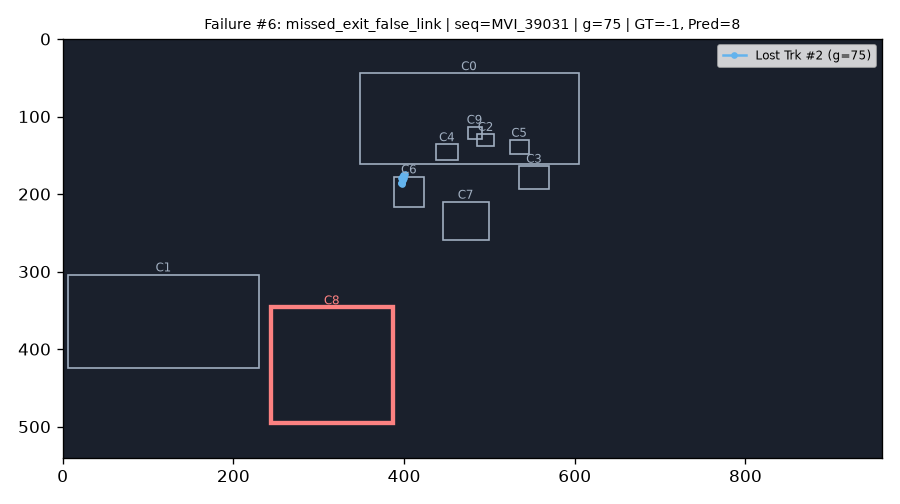 Failure #6: missed_exit_false_link | seq=MVI_39031 | g=75 | GT=-1, Pred=8
Lost Trk #2 (g=75)
0
100
200
300
400
500
C0
C9
C2
C4
C5
C3
C6
C7
C1
C8
0
200
400
600
800